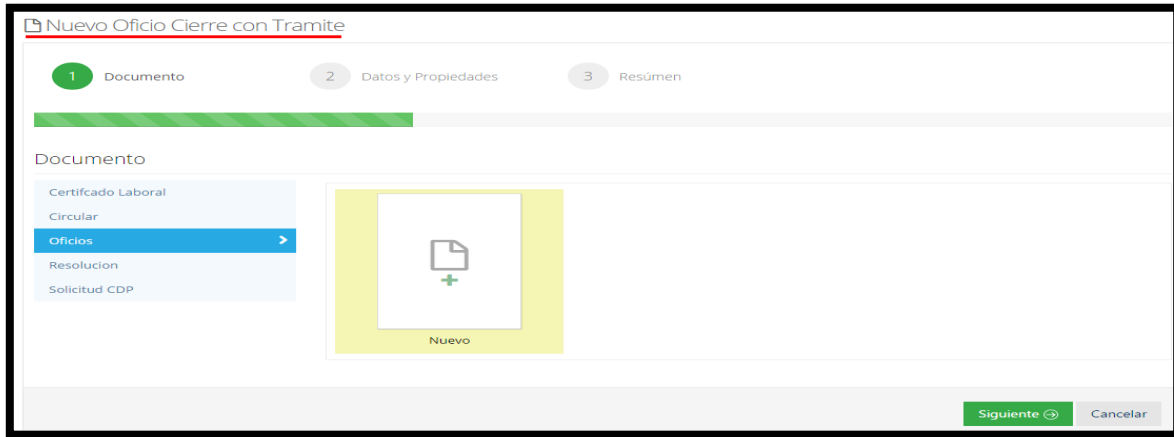 Nuevo Oficio Cierre con Tramite
1 Documento 2 Datos y Propiedades 3 Resúmen
Documento
Certifcado Laboral
Circular
Oficios
Resolucion
Solicitud CDP
Nuevo
Siguiente Cancelar